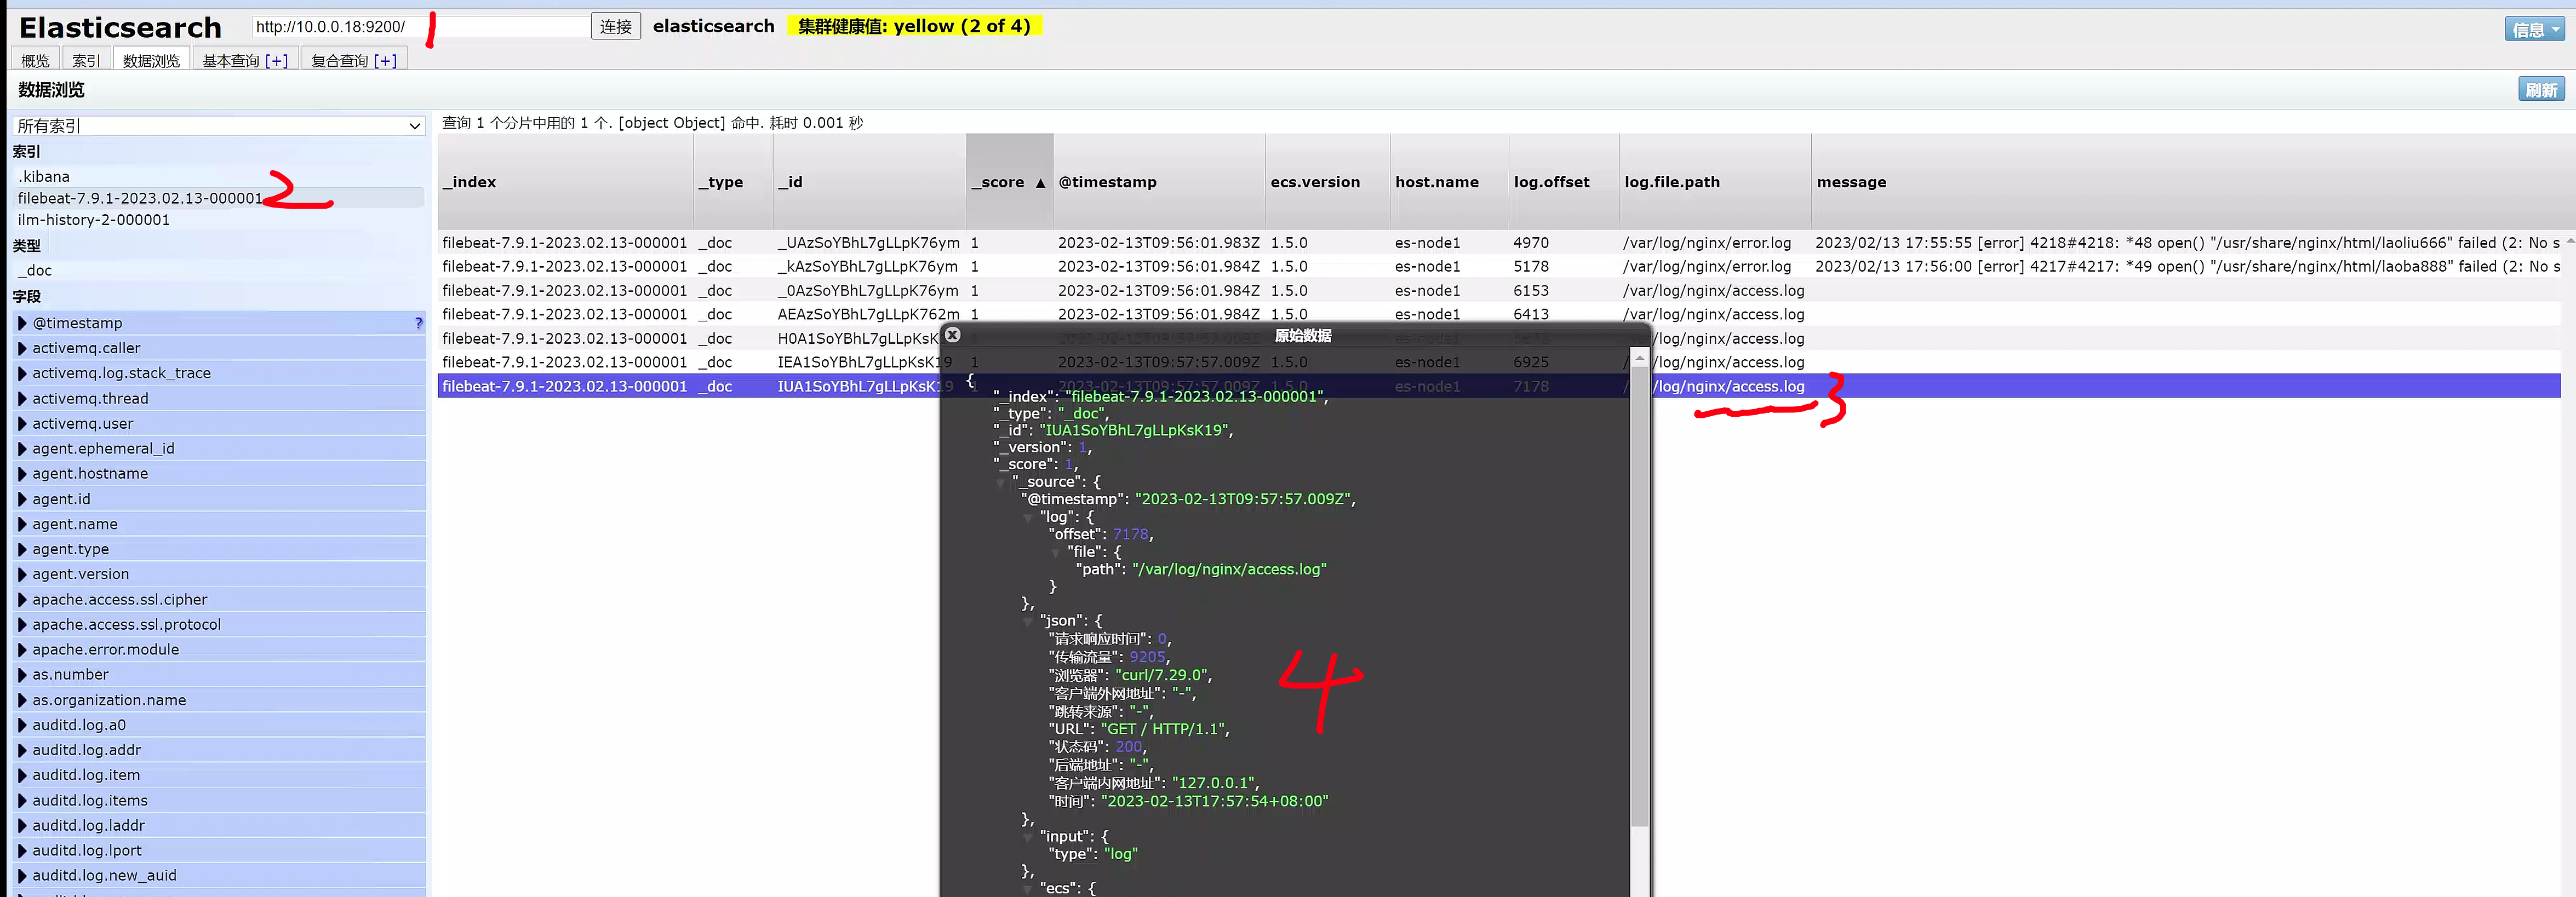 Elasticsearch http://10.0.0.18:9200/ 1 连接 elasticsearch 集群健康值: yellow (2 of 4) 信息
概览 索引 数据浏览 基本查询 [+] 复合查询 [+]
数据浏览 刷新
所有索引
索引
.kibana
filebeat-7.9.1-2023.02.13-000001 2
ilm-history-2-000001
类型
_doc
字段
@timestamp ?
activemq.caller
activemq.log.stack_trace
activemq.thread
activemq.user
agent.ephemeral_id
agent.hostname
agent.id
agent.name
agent.type
agent.version
apache.access.ssl.cipher
apache.access.ssl.protocol
apache.error.module
as.number
as.organization.name
auditd.log.a0
auditd.log.addr
auditd.log.item
auditd.log.items
auditd.log.laddr
auditd.log.lport
auditd.log.new_auid
查询 1 个分片中用的 1 个. [object Object] 命中. 耗时 0.001 秒
_index _type _id _score ▲ @timestamp ecs.version host.name log.offset log.file.path message
filebeat-7.9.1-2023.02.13-000001 _doc _UAzSoYBhL7gLLpK76ym 1 2023-02-13T09:56:01.983Z 1.5.0 es-node1 4970 /var/log/nginx/error.log 2023/02/13 17:55:55 [error] 4218#4218: *48 open() "/usr/share/nginx/html/laoliu666" failed (2: No s
filebeat-7.9.1-2023.02.13-000001 _doc _kAzSoYBhL7gLLpK76ym 1 2023-02-13T09:56:01.984Z 1.5.0 es-node1 5178 /var/log/nginx/error.log 2023/02/13 17:56:00 [error] 4217#4217: *49 open() "/usr/share/nginx/html/laoba888" failed (2: No s
filebeat-7.9.1-2023.02.13-000001 _doc _0AzSoYBhL7gLLpK76ym 1 2023-02-13T09:56:01.984Z 1.5.0 es-node1 6153 /var/log/nginx/access.log
filebeat-7.9.1-2023.02.13-000001 _doc AEAzSoYBhL7gLLpK762m 1 2023-02-13T09:56:01.984Z 1.5.0 es-node1 6413 /var/log/nginx/access.log
filebeat-7.9.1-2023.02.13-000001 _doc H0A1SoYBhL7gLLpKsK /log/nginx/access.log
filebeat-7.9.1-2023.02.13-000001 _doc IEA1SoYBhL7gLLpKsK19 1 2023-02-13T09:57:57.009Z 1.5.0 es-node1 6925 /log/nginx/access.log
filebeat-7.9.1-2023.02.13-000001 _doc IUA1SoYBhL7gLLpKsK19 1 2023-02-13T09:57:57.009Z 1.5.0 es-node1 7178 /log/nginx/access.log 3
原始数据
{
"_index": "filebeat-7.9.1-2023.02.13-000001",
"_type": "_doc",
"_id": "IUA1SoYBhL7gLLpKsK19",
"_version": 1,
"_score": 1,
"_source": {
"@timestamp": "2023-02-13T09:57:57.009Z",
"log": {
"offset": 7178,
"file": {
"path": "/var/log/nginx/access.log"
}
},
"json": {
"请求响应时间": 0,
"传输流量": 9205,
"浏览器": "curl/7.29.0",
"客户端外网地址": "-",
"跳转来源": "-",
"URL": "GET / HTTP/1.1",
"状态码": 200,
"后端地址": "-",
"客户端内网地址": "127.0.0.1",
"时间": "2023-02-13T17:57:54+08:00"
},
"input": {
"type": "log"
},
"ecs": {
4